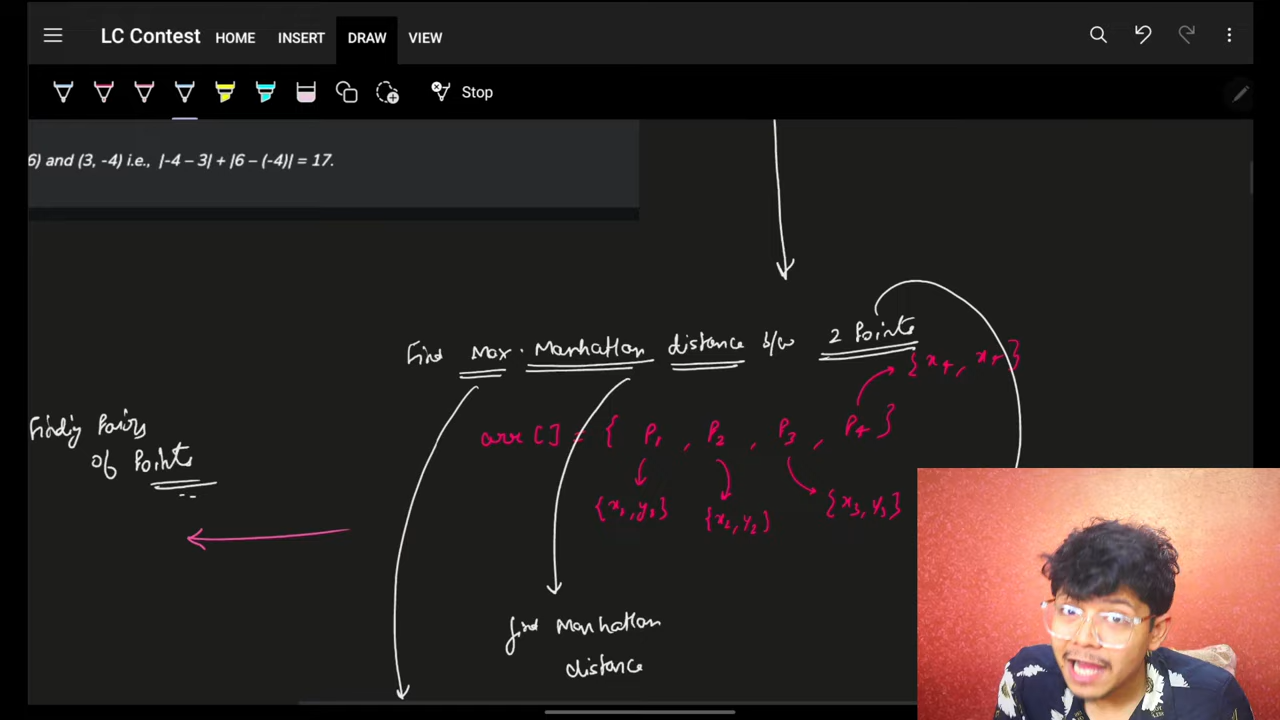 LC Contest HOME INSERT DRAW VIEW
Stop
6) and (3, -4) i.e., |-4 – 3| + |6 – (-4)| = 17.
Find Max. Manhattan distance b/w 2 Points
{x₄, x₄}
arr [] = { P₁, P₂, P₃, P₄ }
{x₁, y₁} {x₂, y₂} {x₃, y₃}
Finding Pairs
of Points
find Manhattan
distance